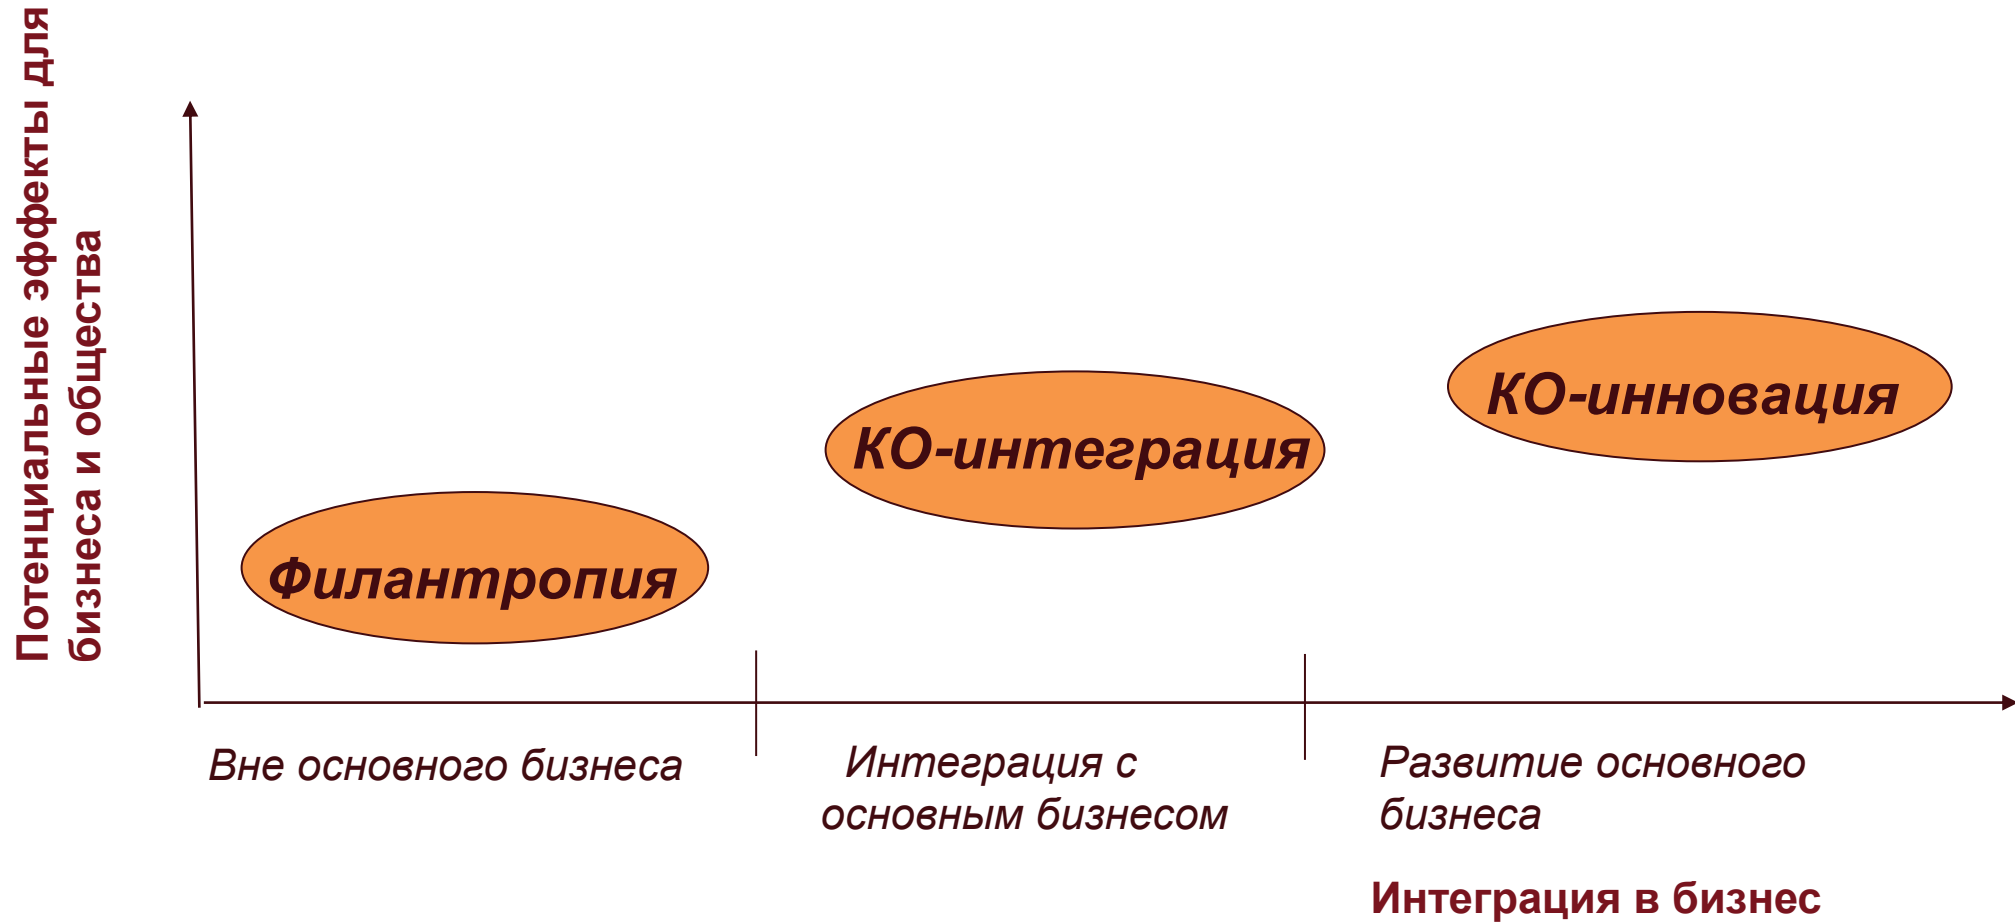 Потенциальные эффекты для
бизнеса и общества
КО-инновация
КО-интеграция
Филантропия
Вне основного бизнеса
Интеграция с
основным бизнесом
Развитие основного
бизнеса
Интеграция в бизнес